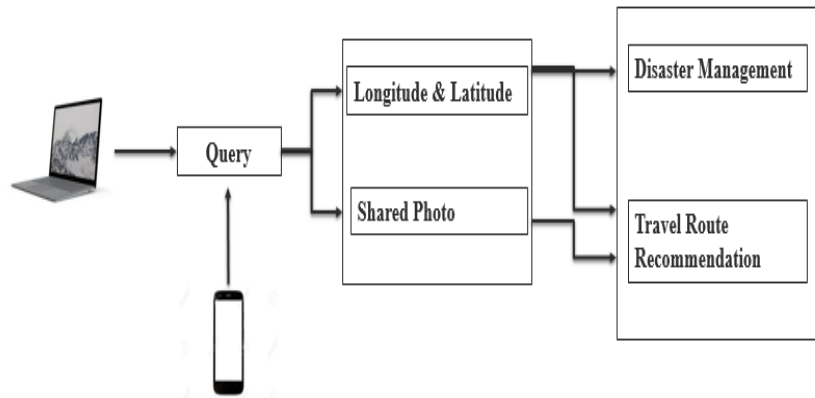 Query
Longitude & Latitude
Shared Photo
Disaster Management
Travel Route
Recommendation